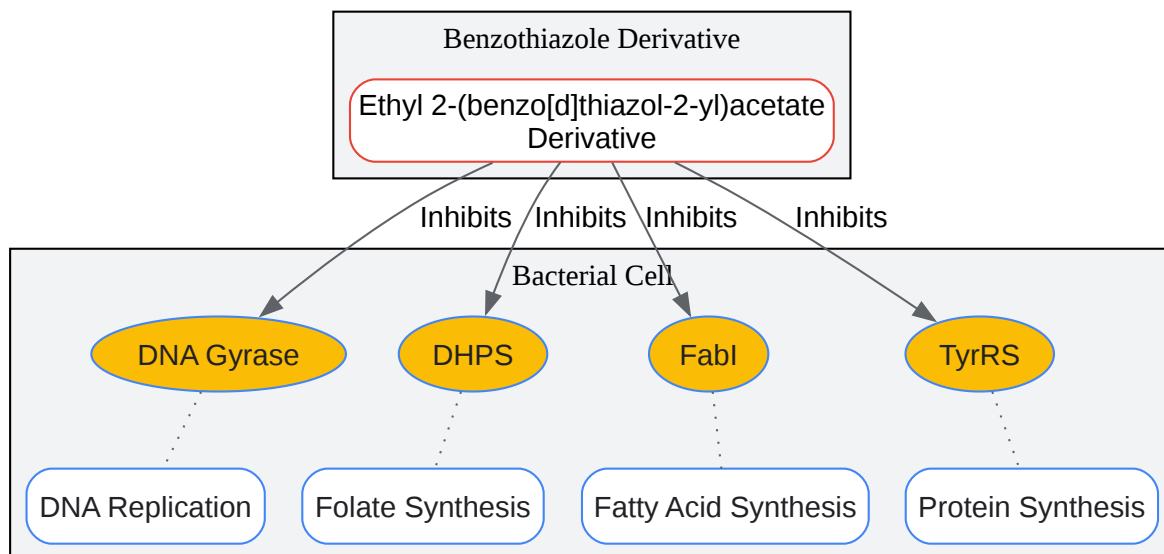 Benzothiazole Derivative
Ethyl 2-(benzo[d]thiazol-2-yl)acetate
Derivative
Inhibits
Inhibits
Inhibits
Inhibits
Bacterial Cell
DNA Gyrase
DHPS
FabI
TyrRS
DNA Replication
Folate Synthesis
Fatty Acid Synthesis
Protein Synthesis